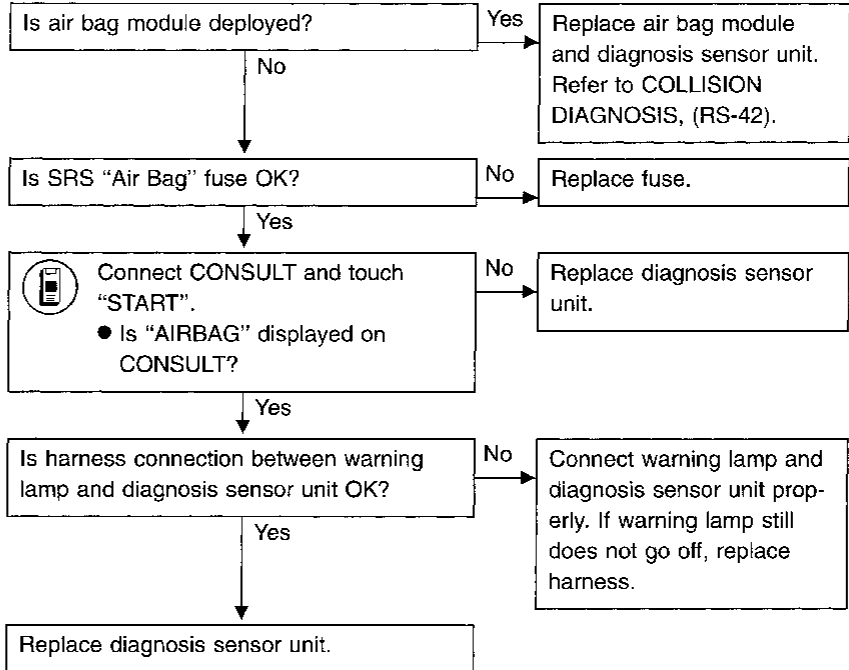 Is air bag module deployed?
Yes
Replace air bag module
and diagnosis sensor unit.
Refer to COLLISION
DIAGNOSIS, (RS-42).
No
Is SRS “Air Bag” fuse OK?
No
Replace fuse.
Yes
Connect CONSULT and touch
“START”.
● Is “AIRBAG” displayed on
CONSULT?
No
Replace diagnosis sensor
unit.
Yes
Is harness connection between warning
lamp and diagnosis sensor unit OK?
No
Connect warning lamp and
diagnosis sensor unit prop-
erly. If warning lamp still
does not go off, replace
harness.
Yes
Replace diagnosis sensor unit.